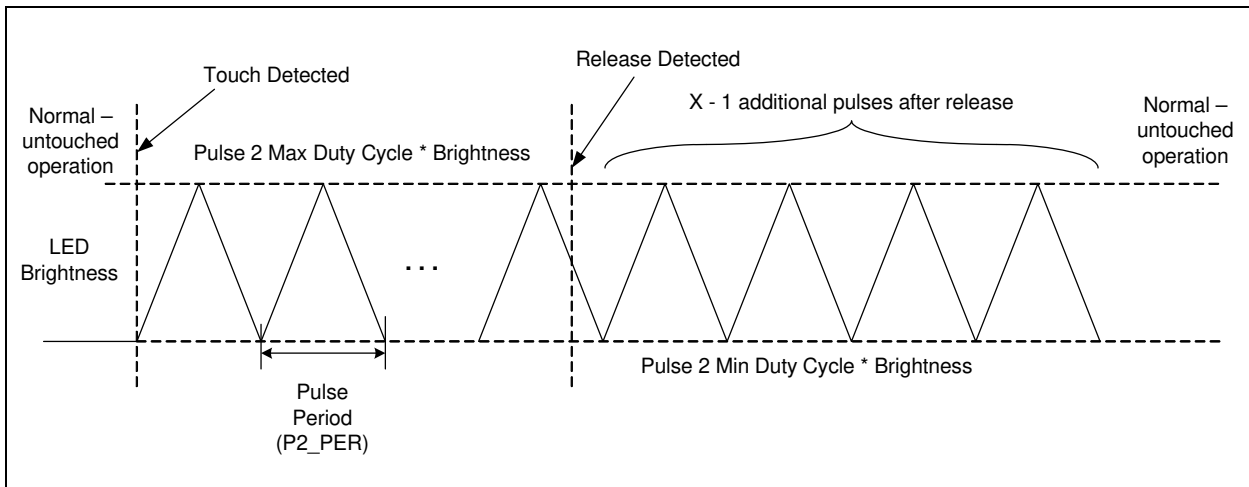 Touch Detected
Release Detected
X - 1 additional pulses after release
Normal –
untouched
operation
Normal –
untouched
operation
Pulse 2 Max Duty Cycle * Brightness
LED
Brightness
. . .
Pulse 2 Min Duty Cycle * Brightness
Pulse
Period
(P2_PER)